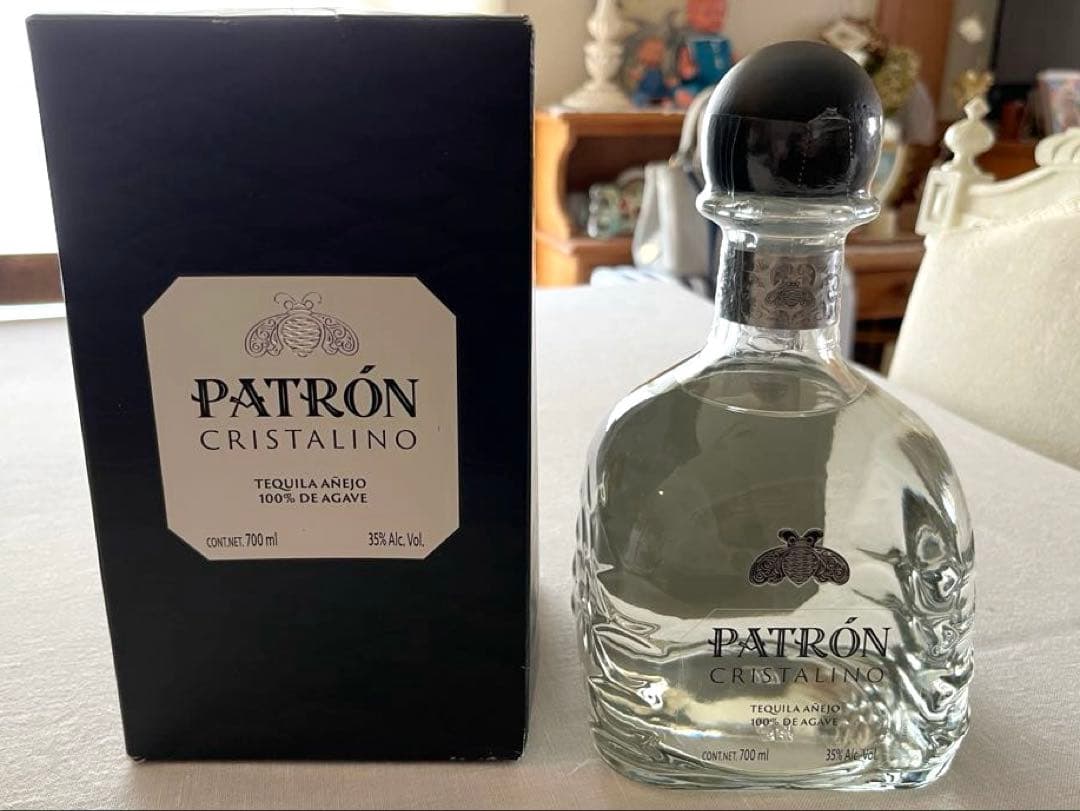 PATRÓN
CRISTALINO
TEQUILA AÑEJO
100% DE AGAVE
CONT.NET. 700 ml 35% Alc. Vol.
PATRÓN
CRISTALINO
TEQUILA AÑEJO
100% DE AGAVE
CONT.NET. 700 ml 35% Alc. Vol.